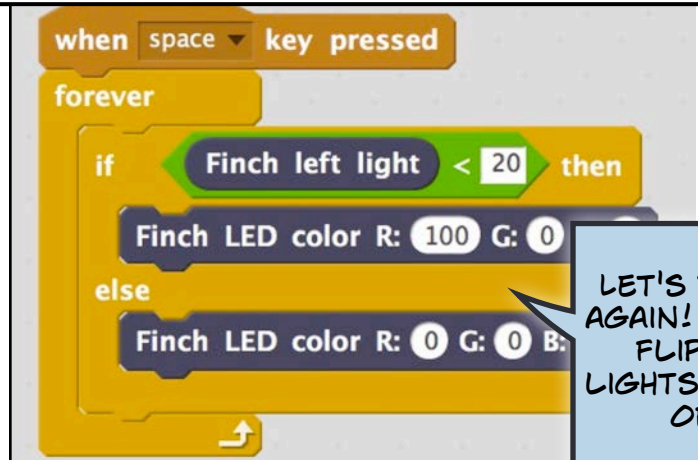 when space key pressed
forever
if Finch left light < 20 then
Finch LED color R: 100 G: 0
else
Finch LED color R: 0 G: 0 B:
LET'S
AGAIN!
FLIP
LIGHTS